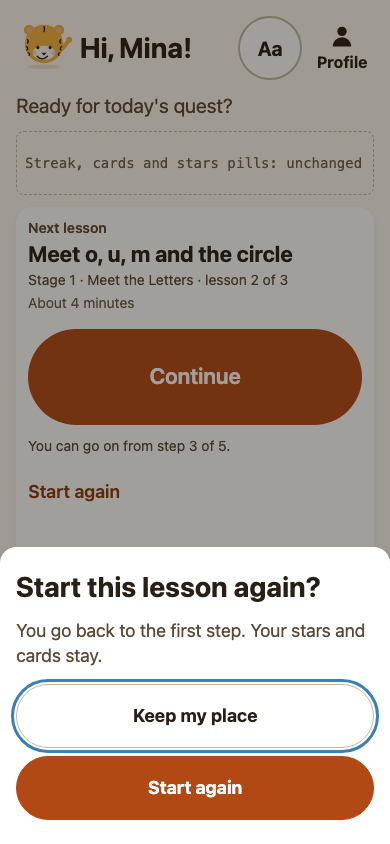 Hi, Mina!
Aa
Profile
Ready for today's quest?
Streak, cards and stars pills: unchanged
Next lesson
Meet o, u, m and the circle
Stage 1 · Meet the Letters · lesson 2 of 3
About 4 minutes
Continue
You can go on from step 3 of 5.
Start again
Start this lesson again?
You go back to the first step. Your stars and
cards stay.
Keep my place
Start again